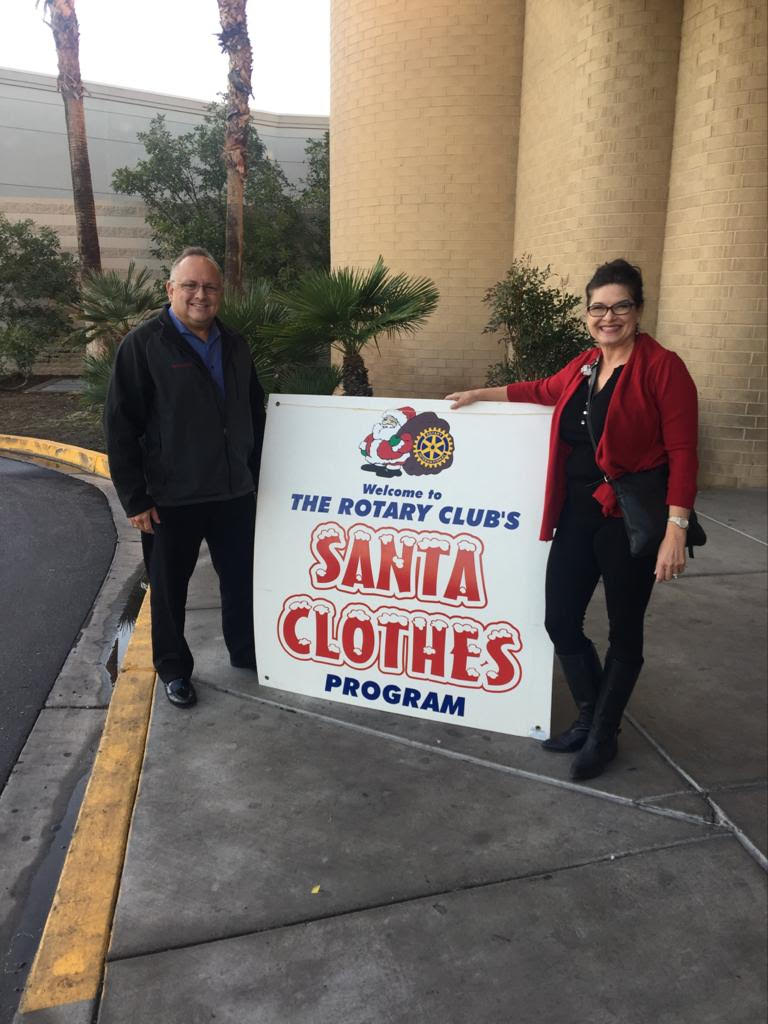 Welcome to
THE ROTARY CLUB'S
SANTA
CLOTHES
PROGRAM